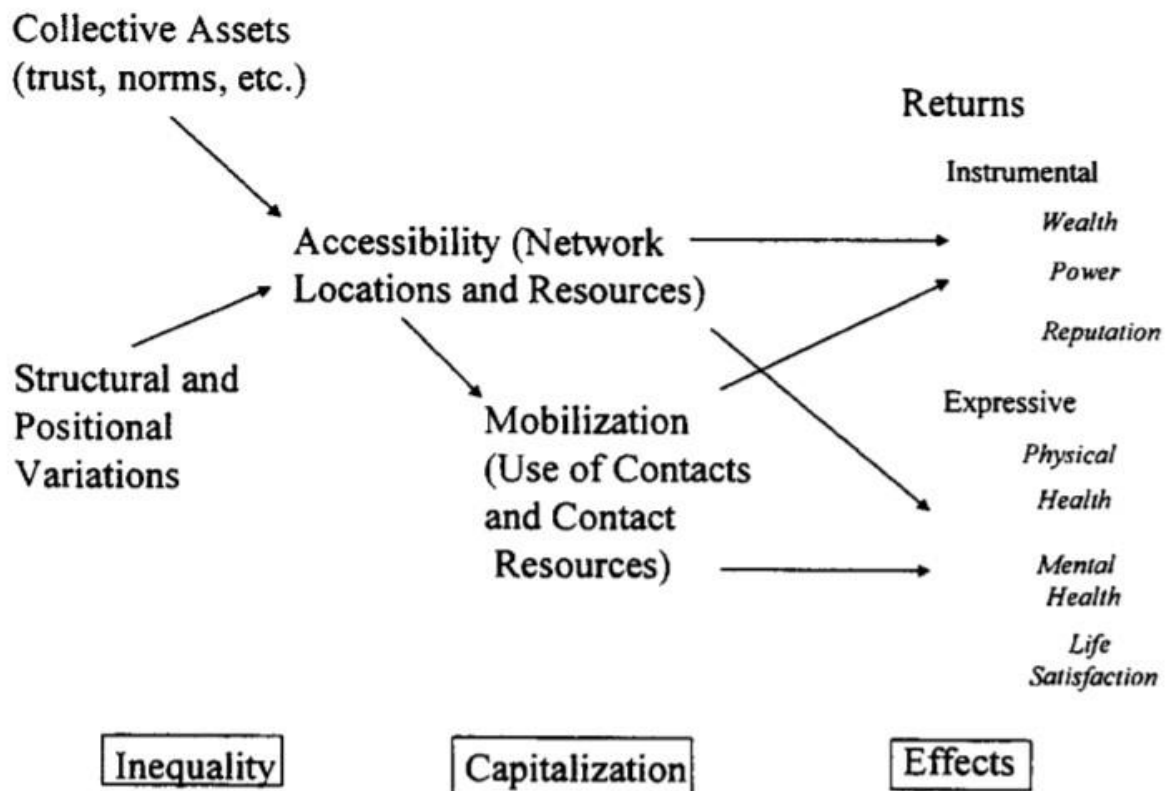 Collective Assets
(trust, norms, etc.)
Returns
Instrumental
Wealth
Accessibility (Network
Locations and Resources)
Power
Reputation
Structural and
Positional
Variations
Mobilization
(Use of Contacts
and Contact
Resources)
Expressive
Physical
Health
Mental
Health
Life
Satisfaction
Inequality
Capitalization
Effects